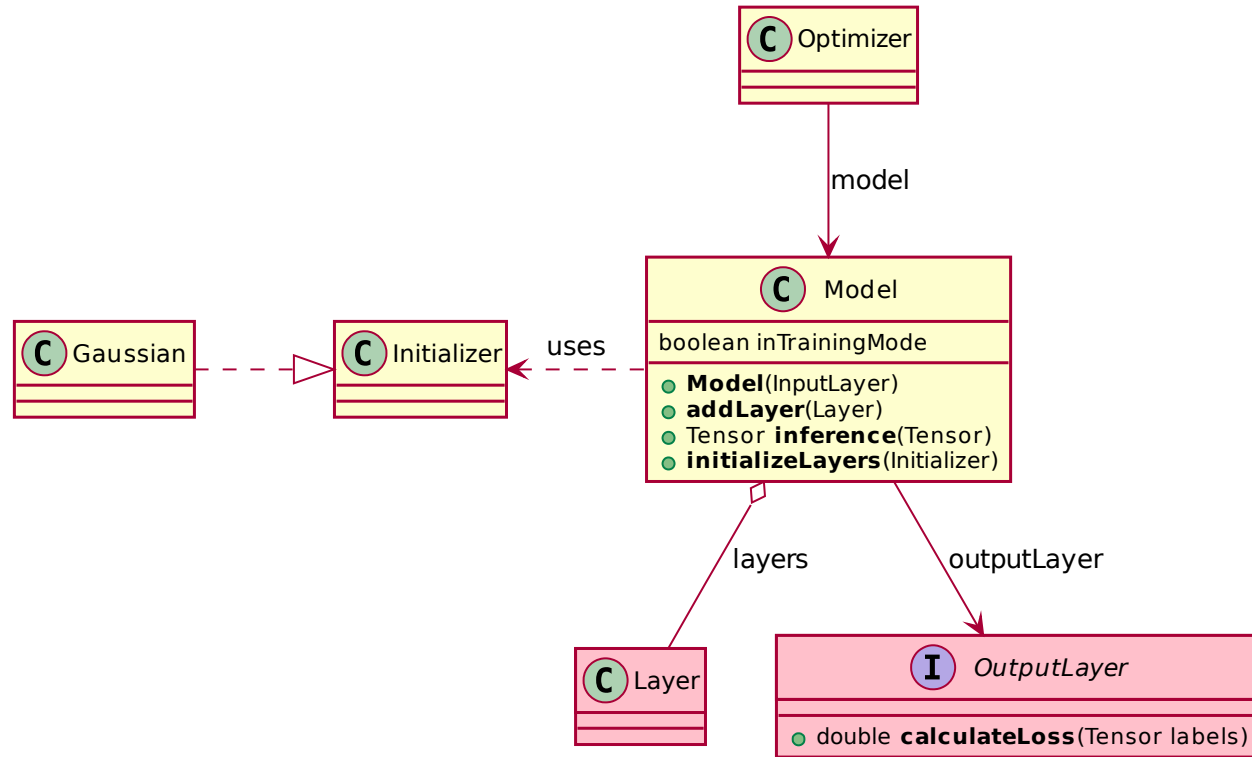 C Optimizer
model
C Model
boolean inTrainingMode
Model(InputLayer)
addLayer(Layer)
Tensor inference(Tensor)
initializeLayers(Initializer)
C Gaussian
C Initializer
uses
layers
outputLayer
C Layer
I OutputLayer
double calculateLoss(Tensor labels)